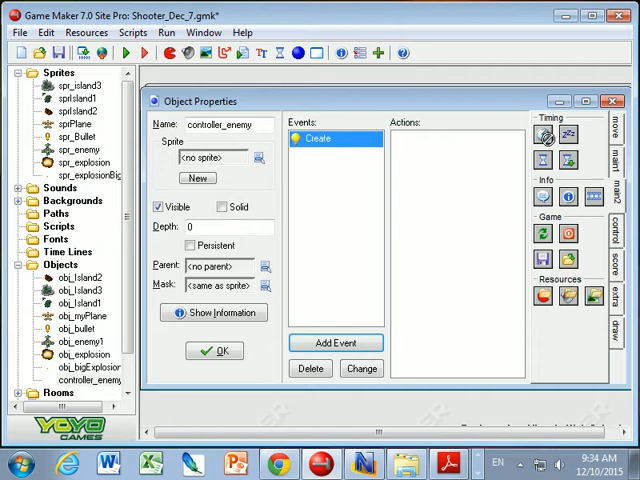 Game Maker 7.0 Site Pro: Shooter_Dec_7.gmk*
File Edit Resources Scripts Run Window Help
Sprites
spr_island3
sprIsland1
sprIsland2
sprPlane
spr_Bullet
spr_enemy
spr_explosion
spr_explosionBig
Sounds
Backgrounds
Paths
Scripts
Fonts
Time Lines
Objects
obj_Island2
obj_Island3
obj_Island1
obj_myPlane
obj_bullet
obj_enemy1
obj_explosion
obj_bigExplosion
controller_enemy
Rooms
YOYO
GAMES
Object Properties
Name: controller_enemy
Sprite
<no sprite>
New
Visible Solid
Depth: 0
Persistent
Parent: <no parent>
Mask: <same as sprite>
Show Information
OK
Events:
Create
Add Event
Delete Change
Actions:
Timing
Info
Game
Resources
move
main1
main2
control
score
extra
draw
EN
9:34 AM
12/10/2015